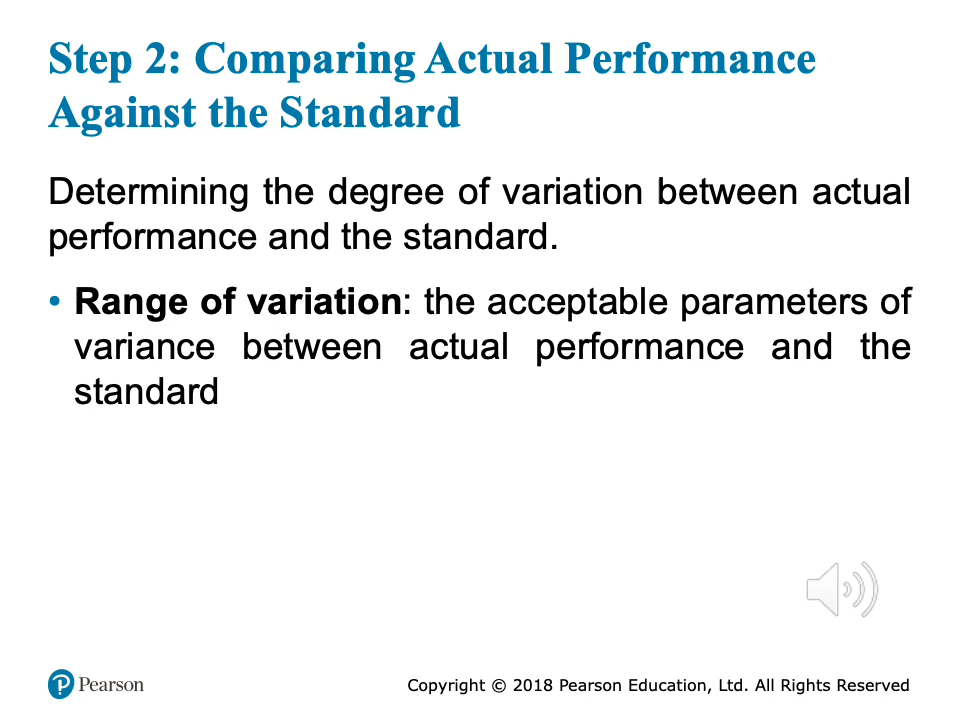 Step 2: Comparing Actual Performance
Against the Standard
Determining the degree of variation between actual
performance and the standard.
• Range of variation: the acceptable parameters of
variance between actual performance and the
standard
Pearson
Copyright © 2018 Pearson Education, Ltd. All Rights Reserved